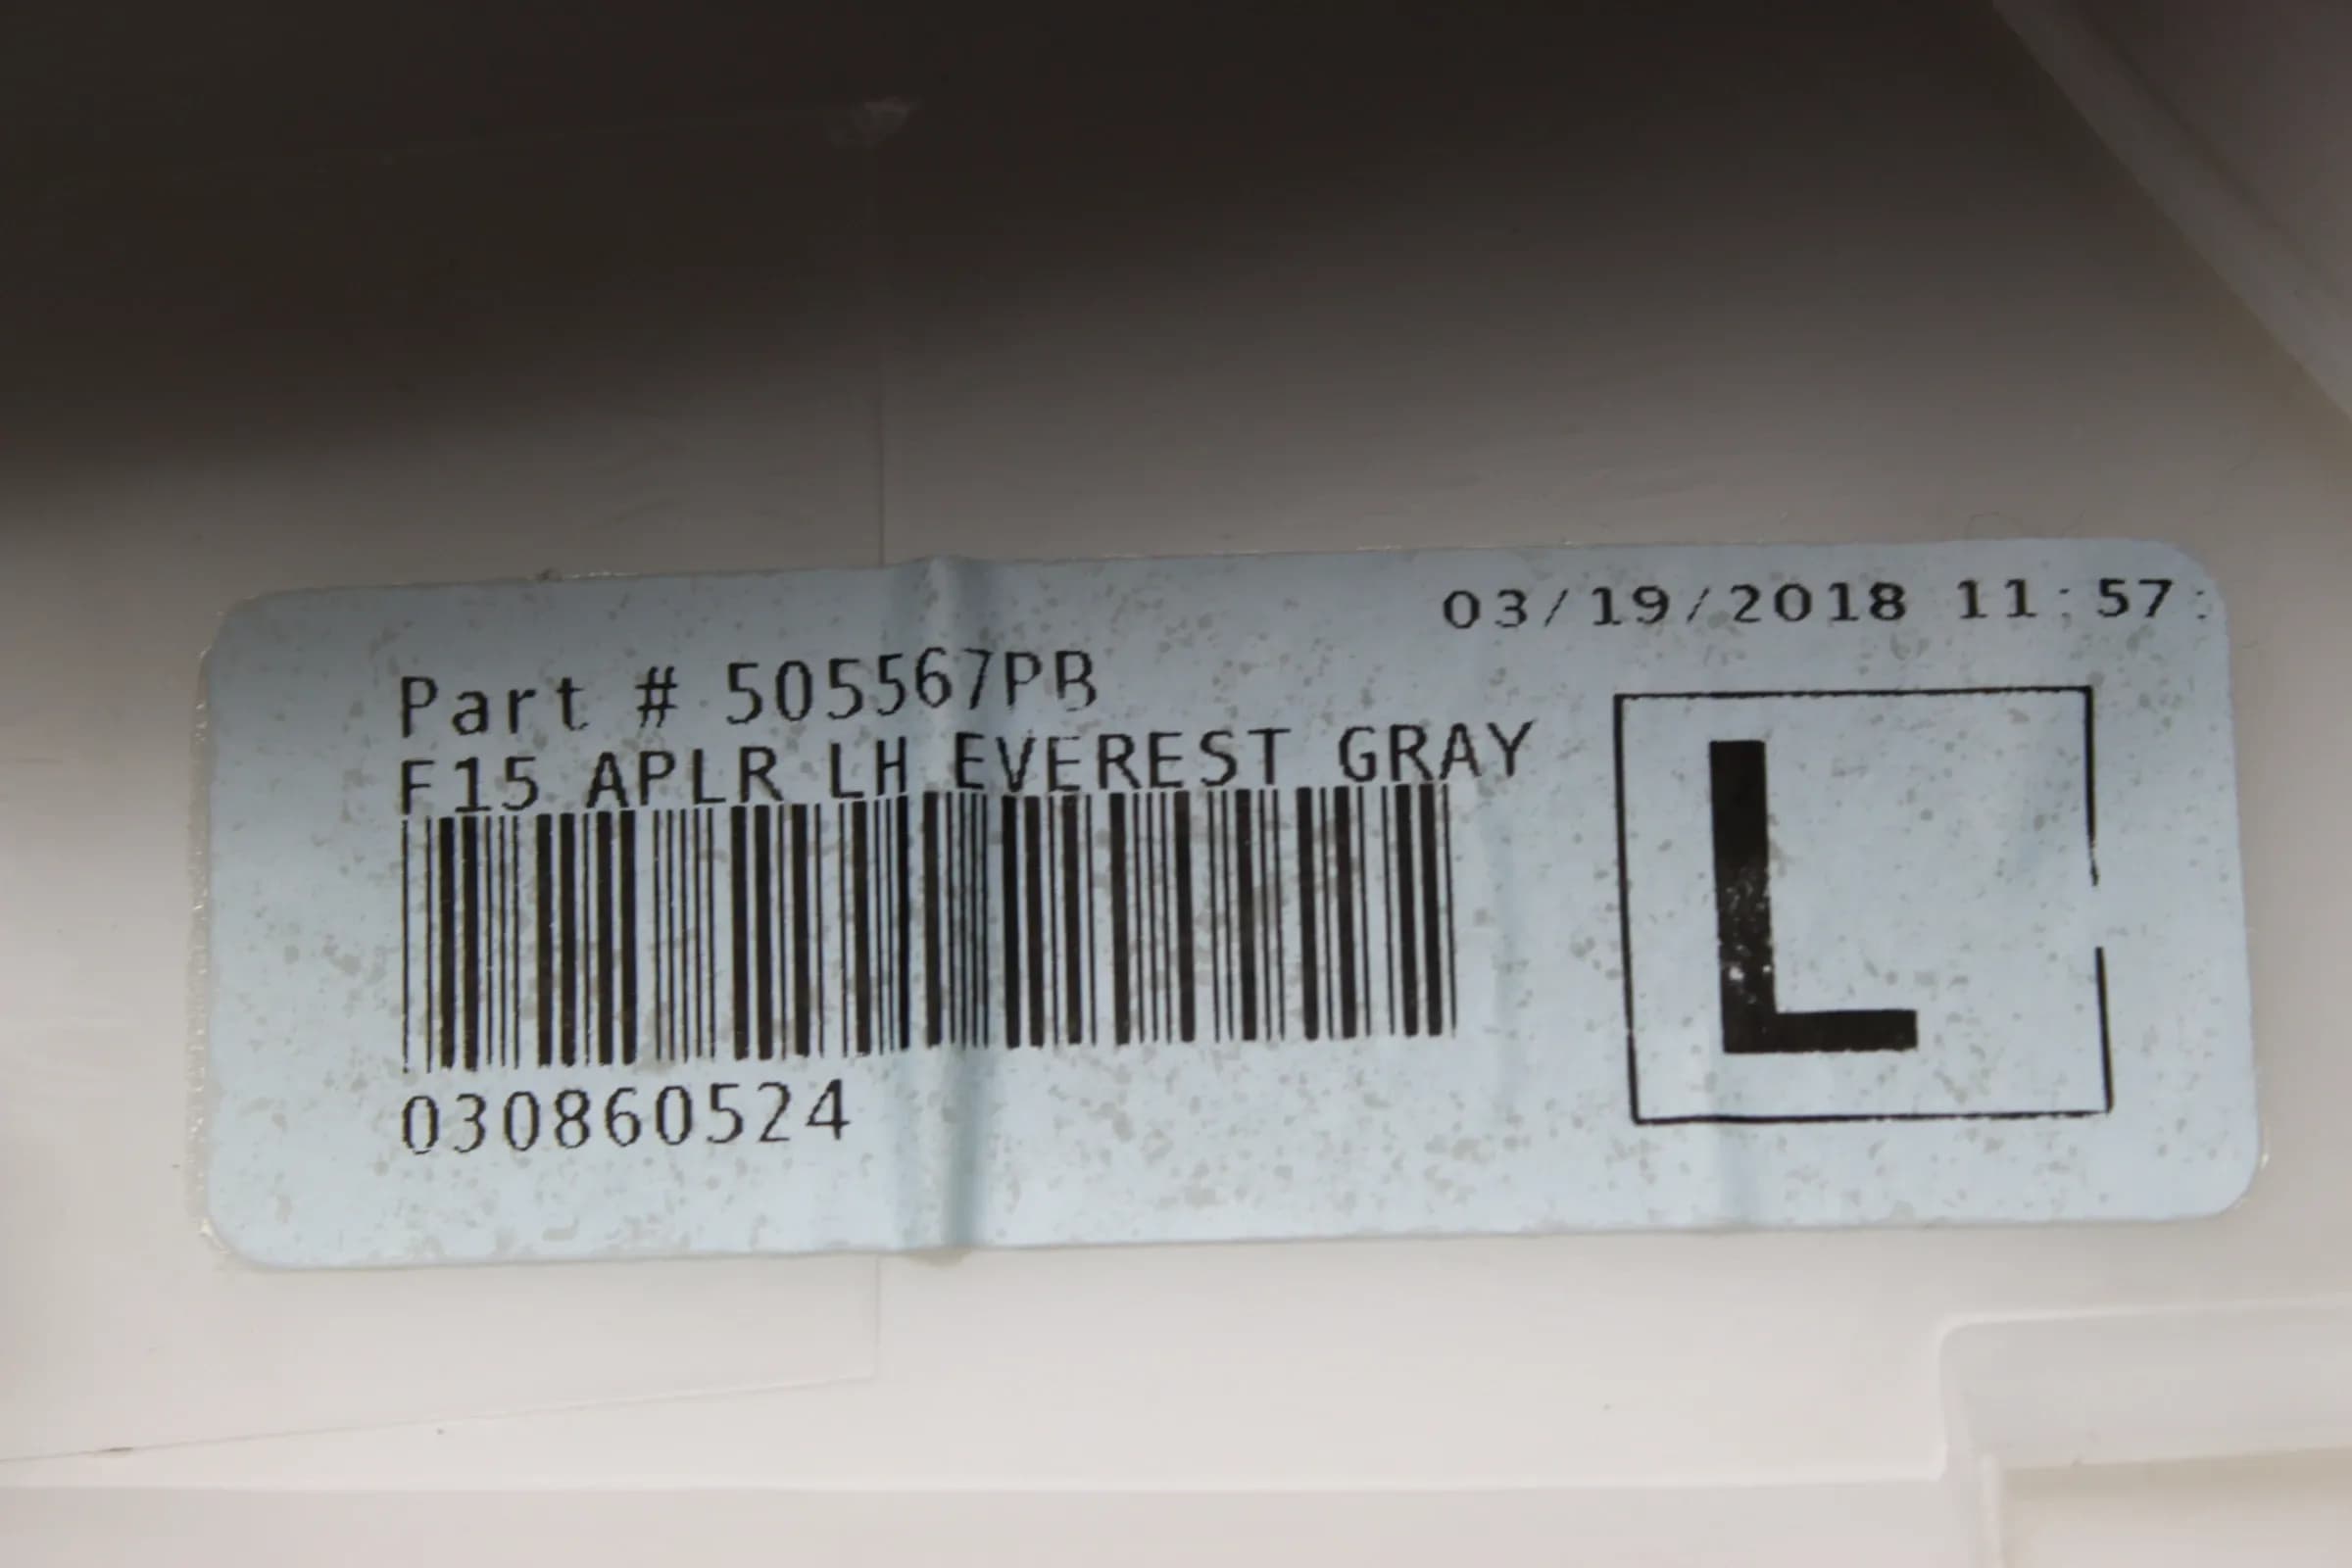 03/19/2018 11:57:
Part # 505567PB
F15 APLR LH EVEREST GRAY
L
030860524